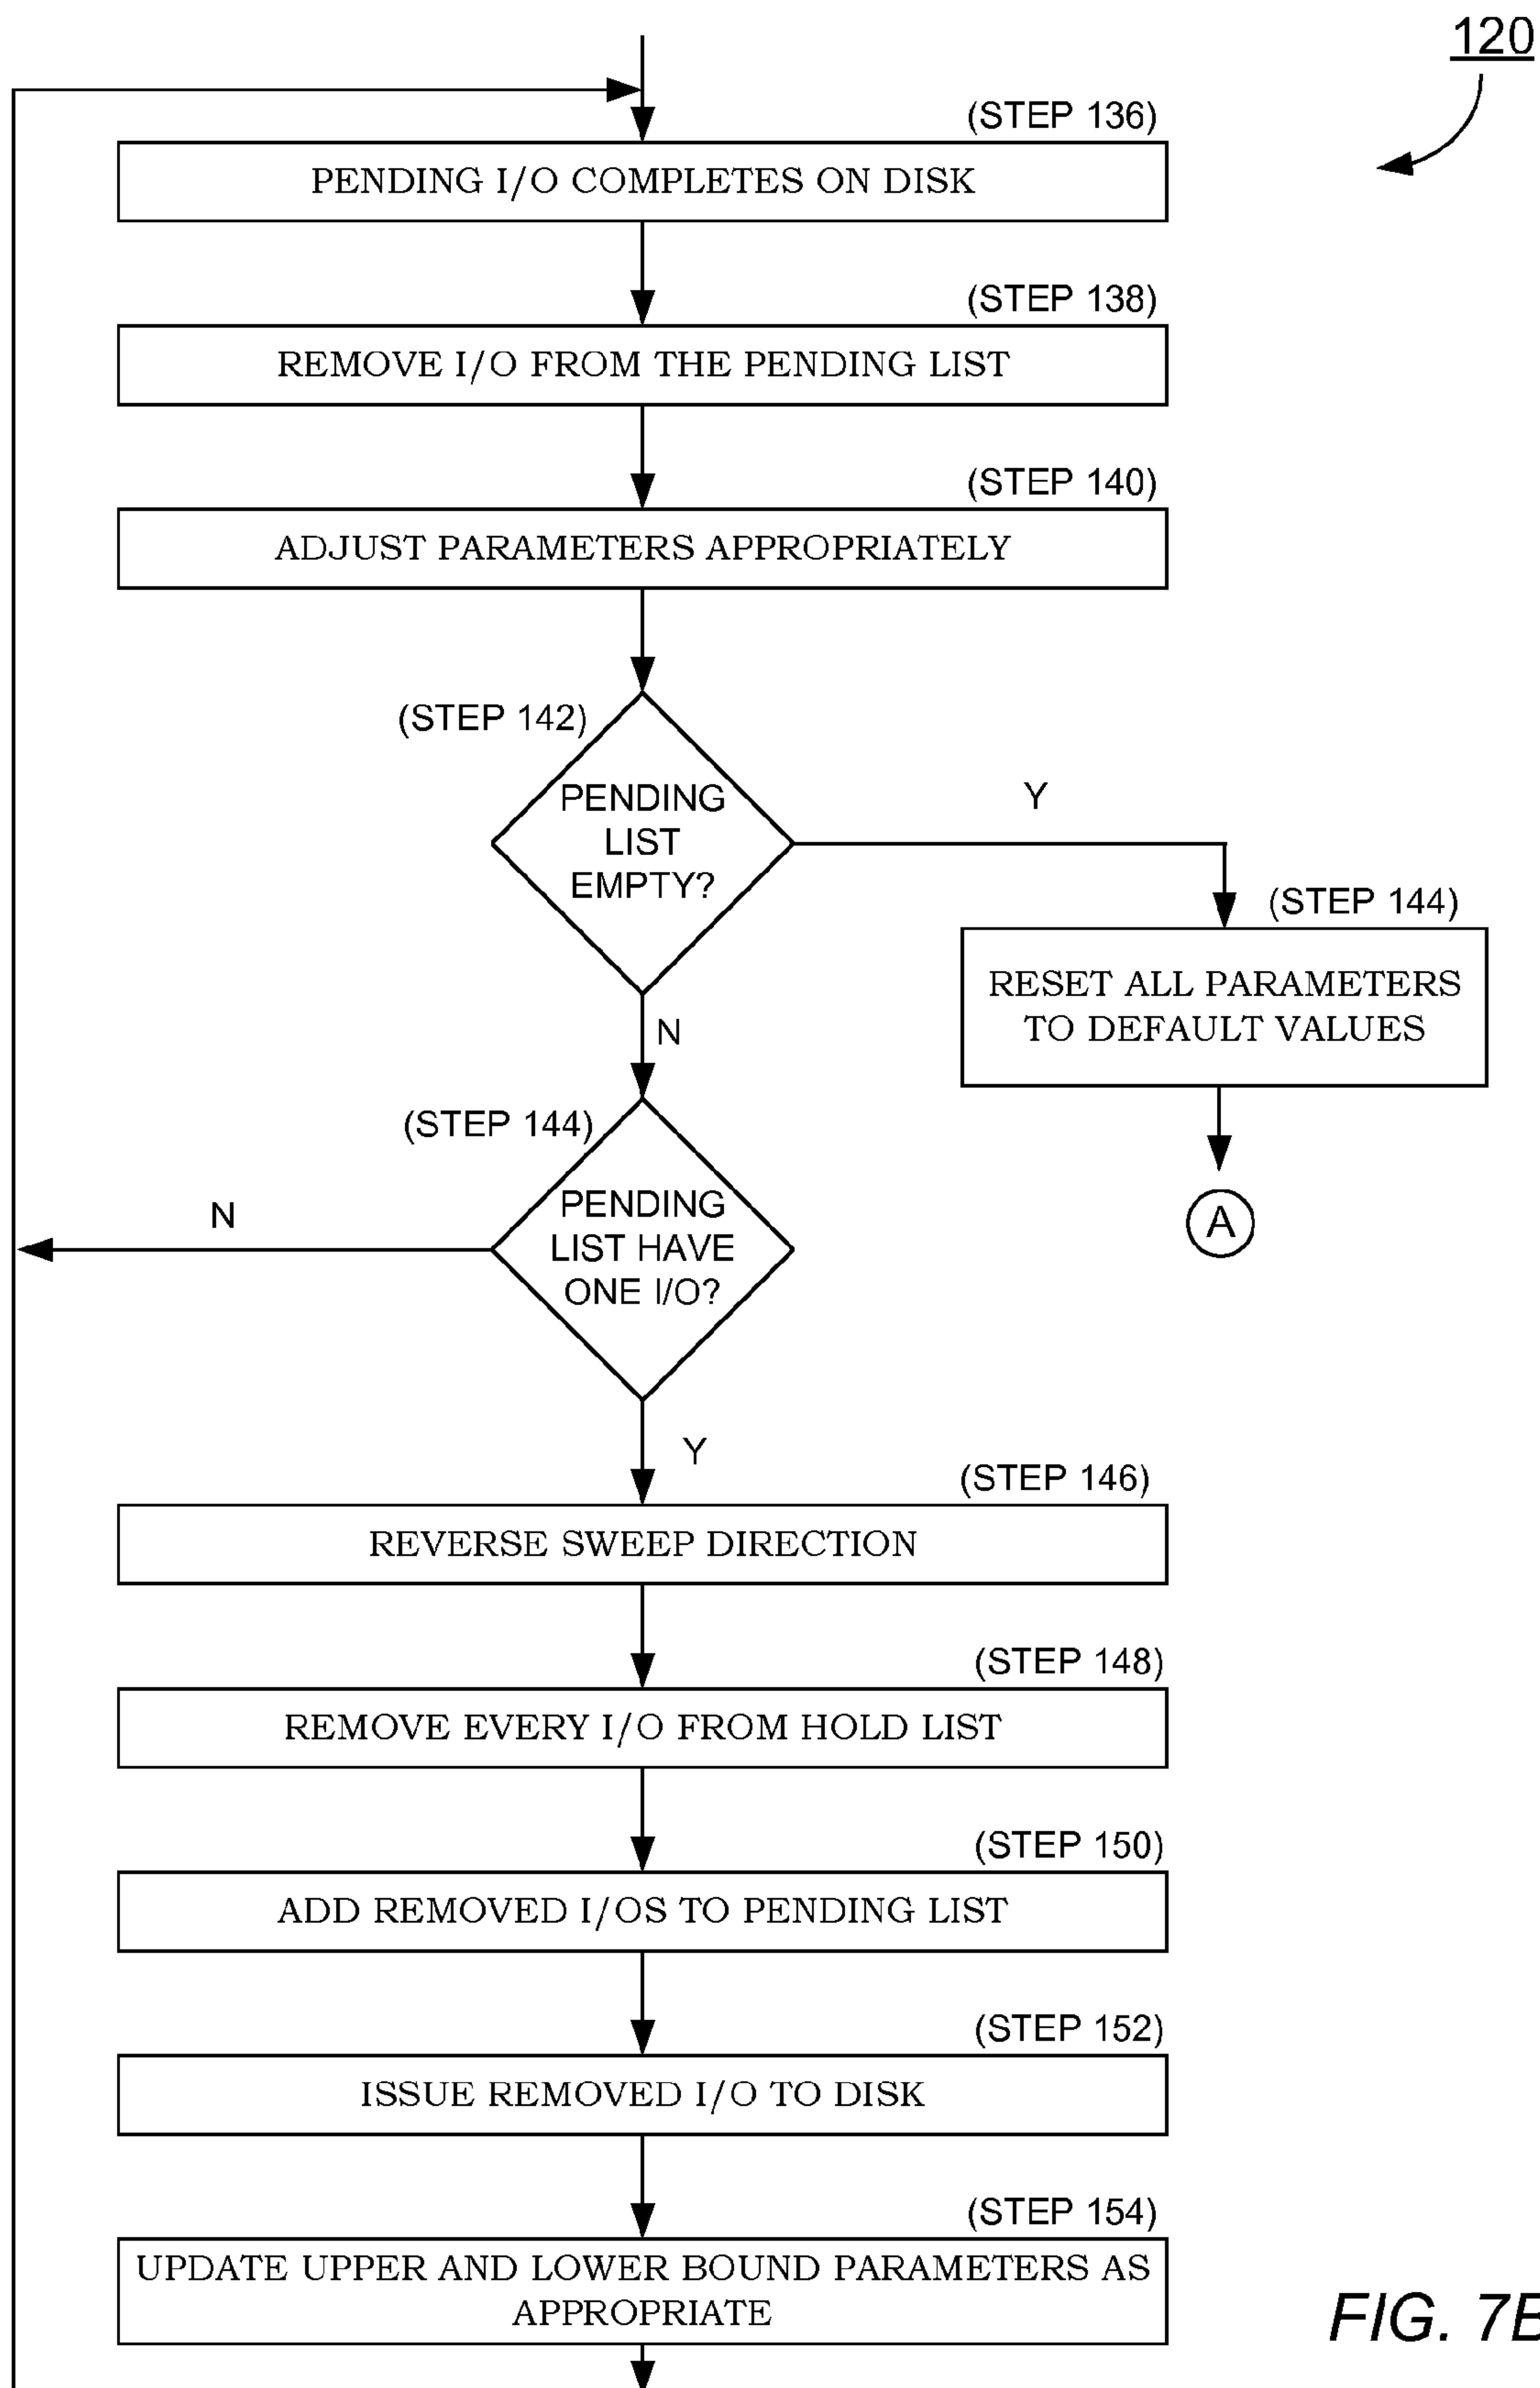 120
(STEP 136)
PENDING I/O COMPLETES ON DISK
(STEP 138)
REMOVE I/O FROM THE PENDING LIST
(STEP 140)
ADJUST PARAMETERS APPROPRIATELY
(STEP 142)
PENDING
LIST
EMPTY?
Y
(STEP 144)
RESET ALL PARAMETERS
TO DEFAULT VALUES
A
N
(STEP 144)
PENDING
LIST HAVE
ONE I/O?
N
Y
(STEP 146)
REVERSE SWEEP DIRECTION
(STEP 148)
REMOVE EVERY I/O FROM HOLD LIST
(STEP 150)
ADD REMOVED I/OS TO PENDING LIST
(STEP 152)
ISSUE REMOVED I/O TO DISK
(STEP 154)
UPDATE UPPER AND LOWER BOUND PARAMETERS AS
APPROPRIATE
FIG. 7B